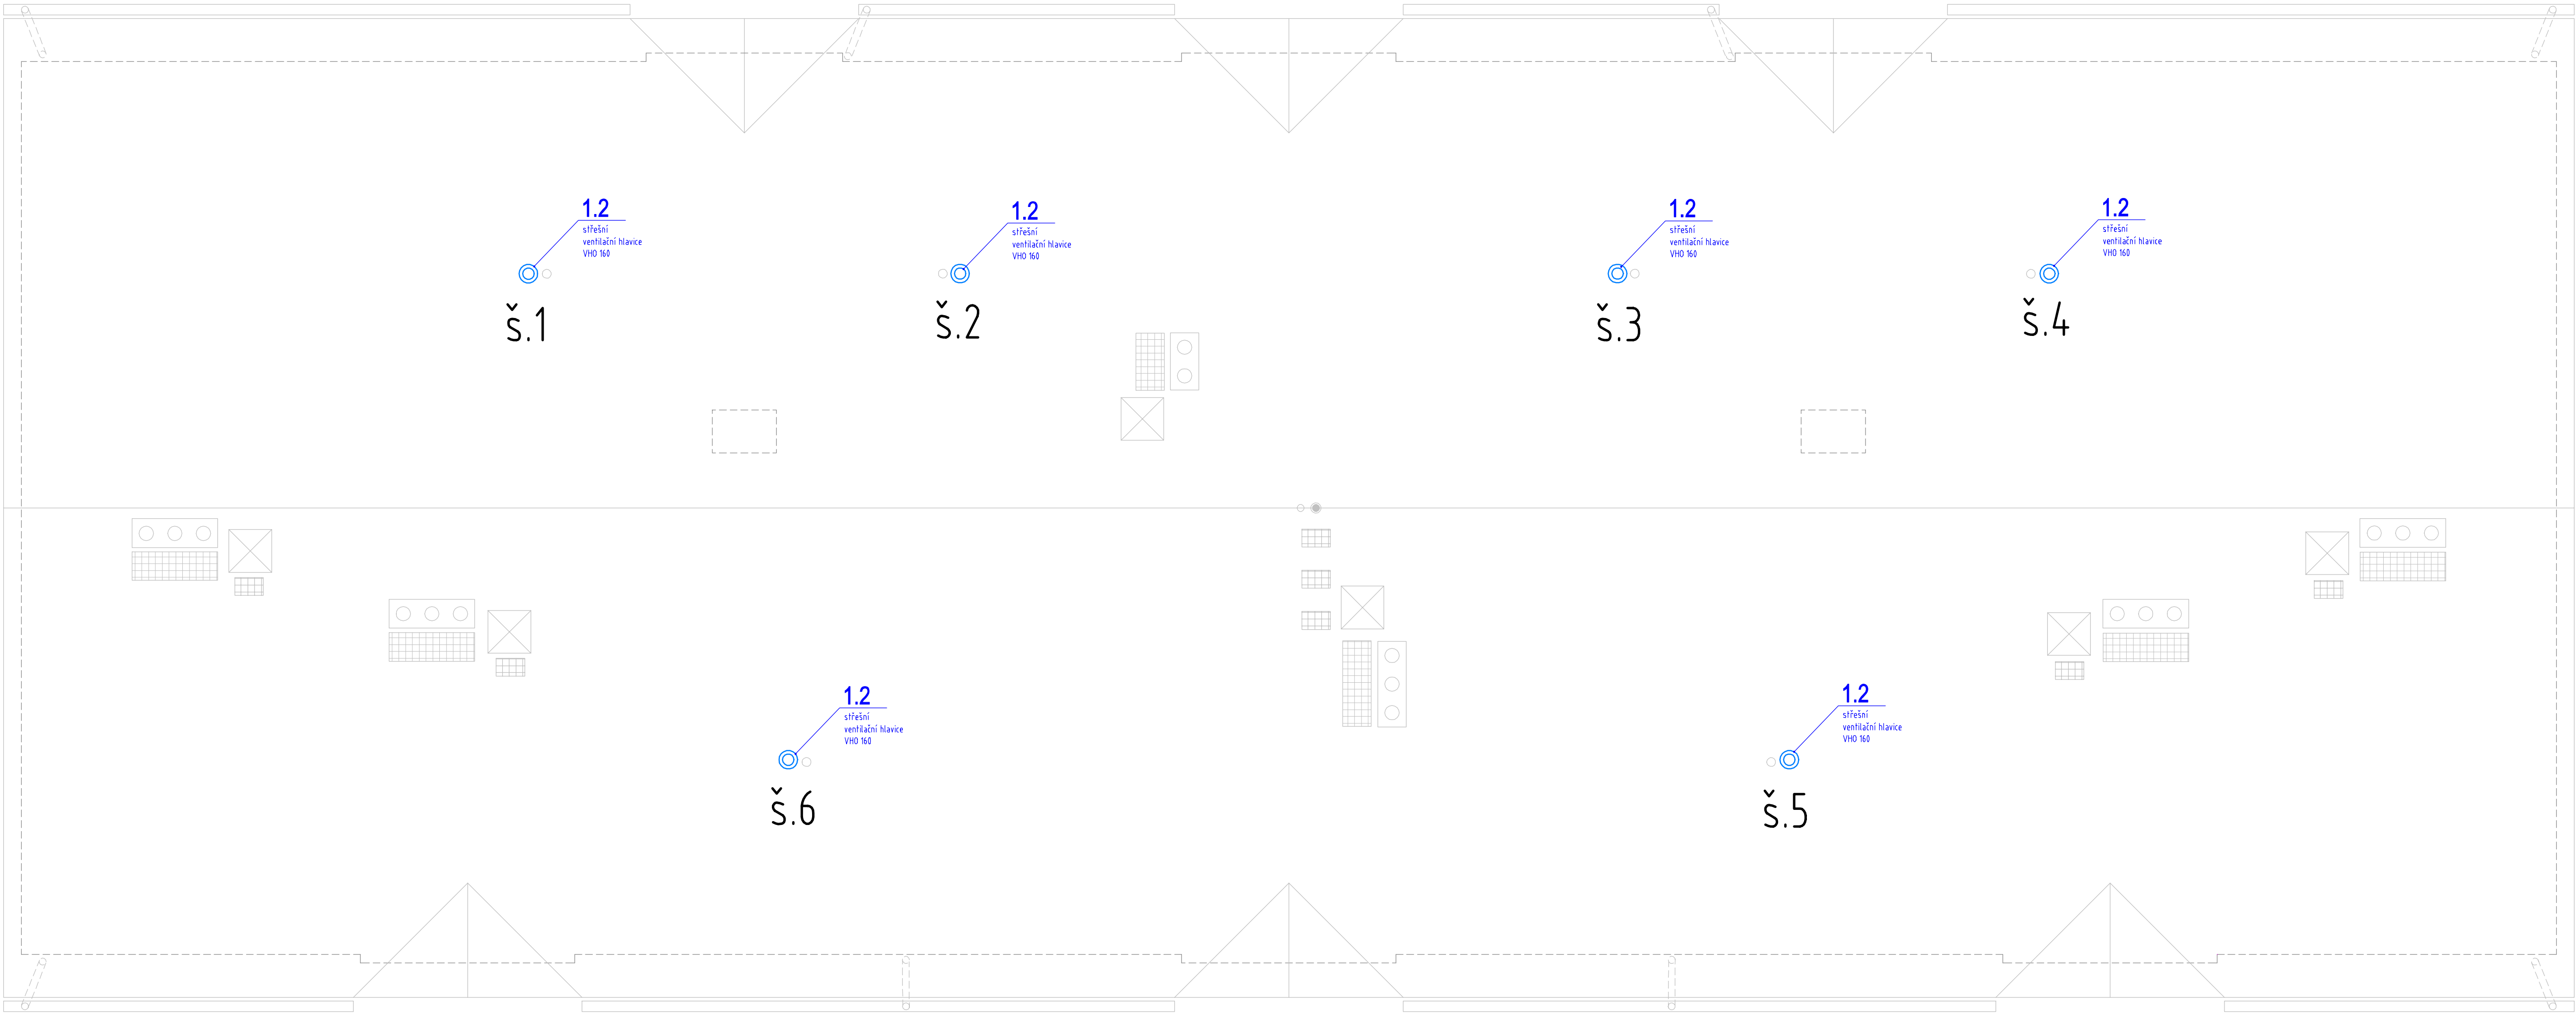 1.2
střešní
ventilační hlavice
VHO 160
š.1
1.2
střešní
ventilační hlavice
VHO 160
š.2
1.2
střešní
ventilační hlavice
VHO 160
š.3
1.2
střešní
ventilační hlavice
VHO 160
š.4
1.2
střešní
ventilační hlavice
VHO 160
š.6
1.2
střešní
ventilační hlavice
VHO 160
š.5